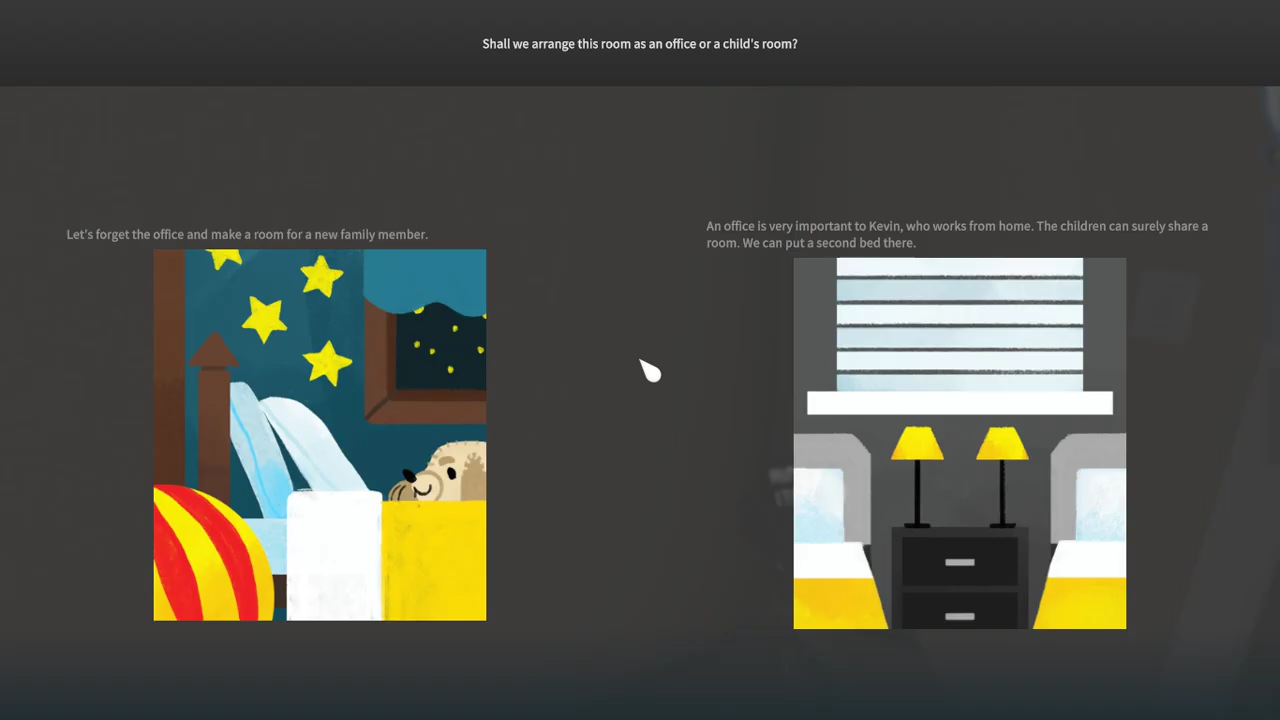 Shall we arrange this room as an office or a child's room?
Let's forget the office and make a room for a new family member.
An office is very important to Kevin, who works from home. The children can surely share a
room. We can put a second bed there.